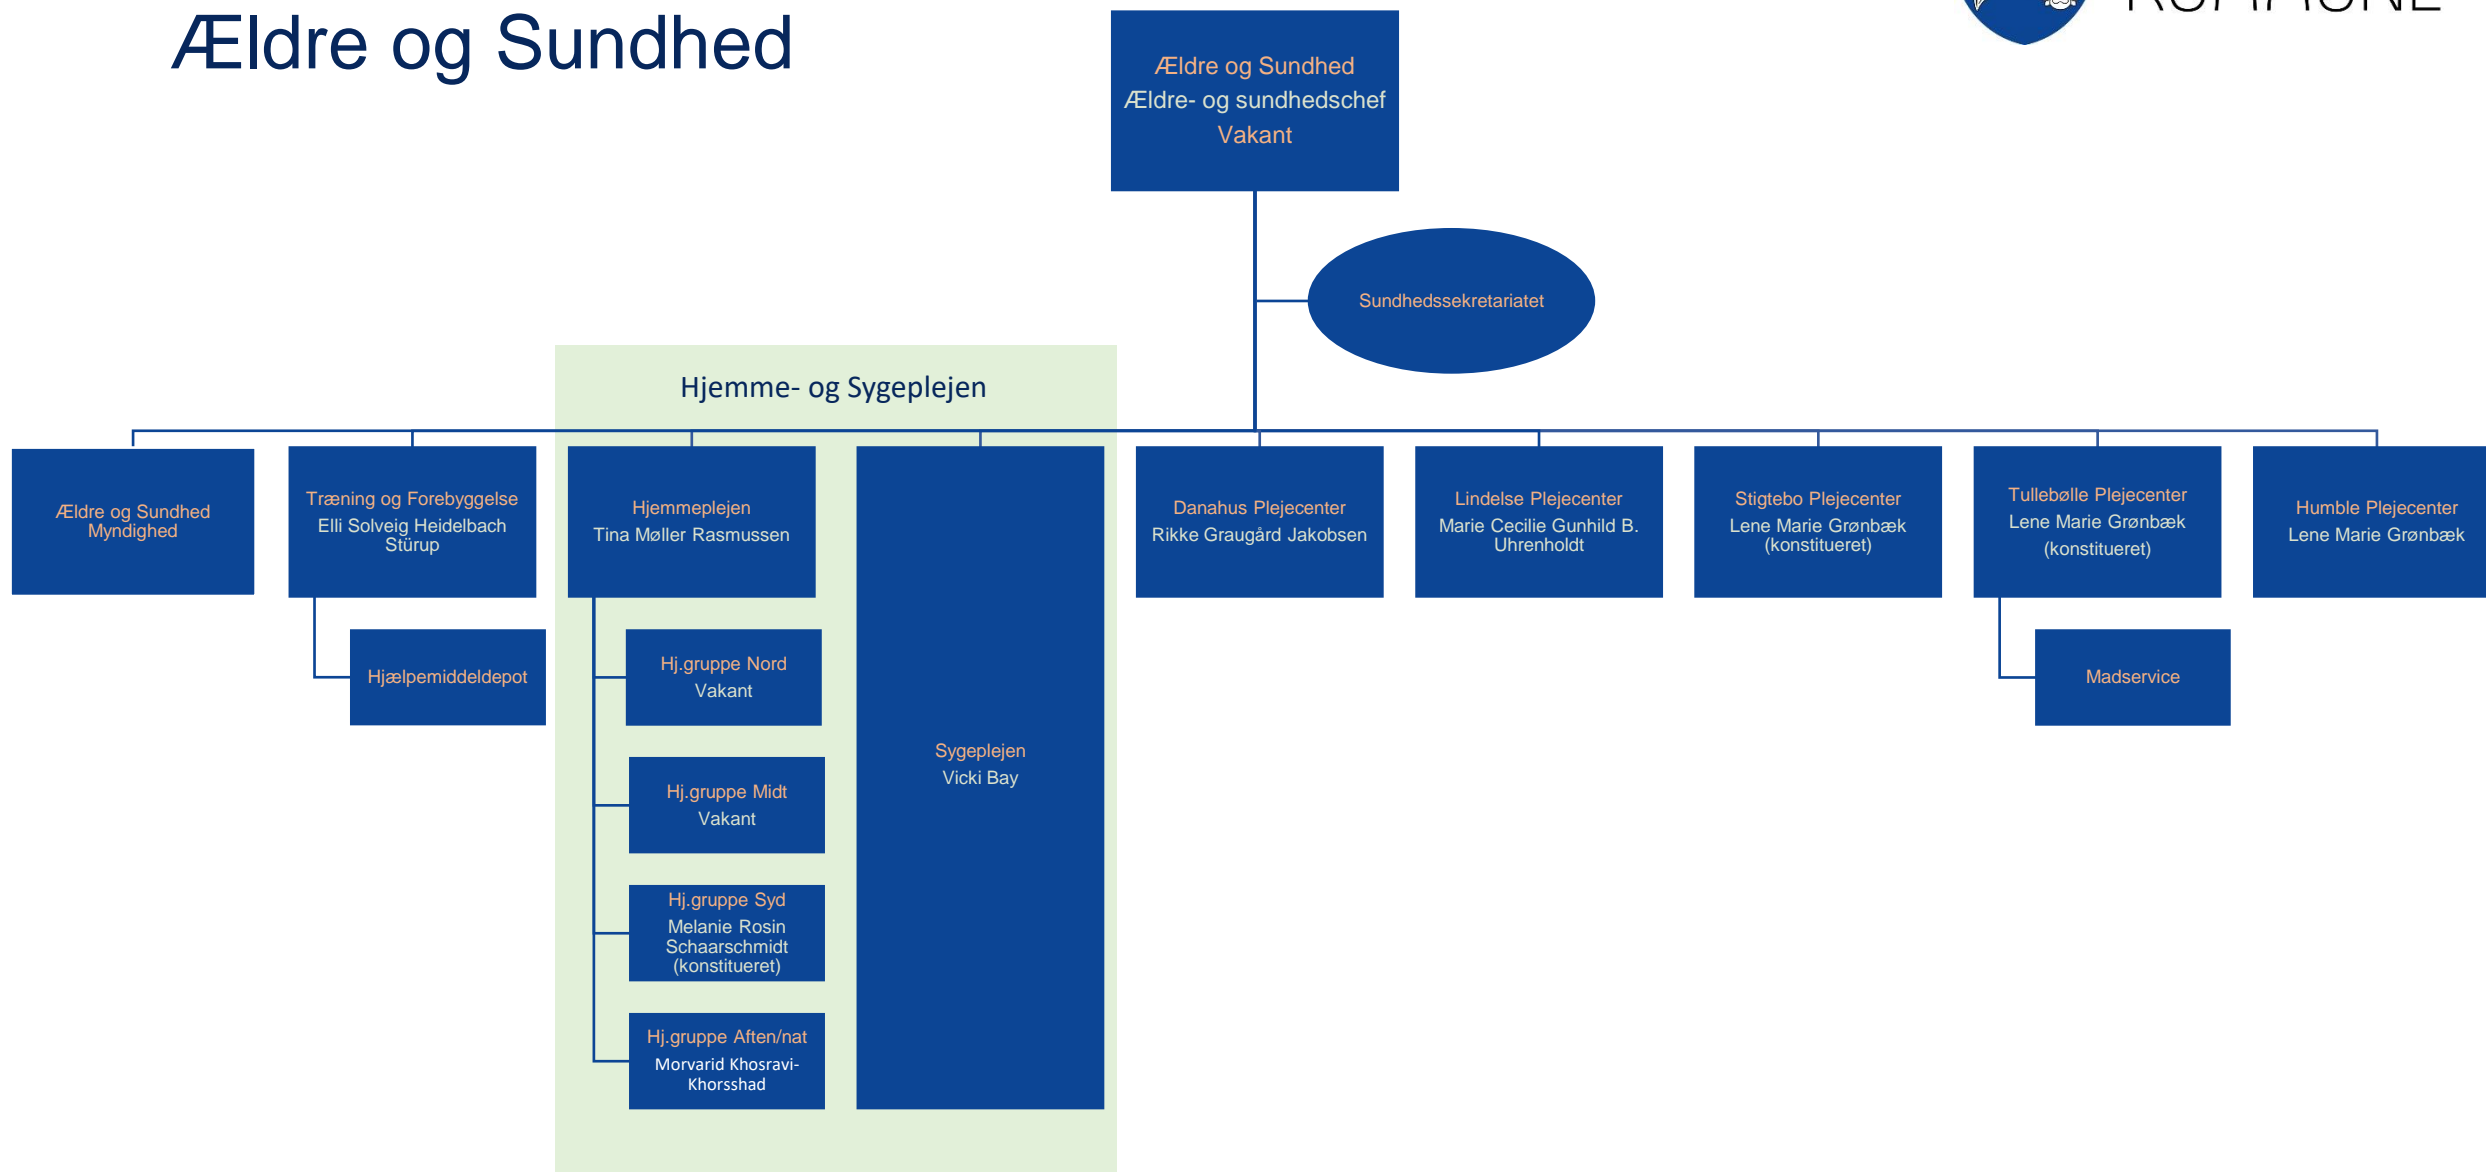 Ældre og Sundhed
Ældre og Sundhed
Ældre- og sundhedschef
Vakant
Sundhedssekretariatet
Hjemme- og Sygeplejen
Ældre og Sundhed
Myndighed
Træning og Forebyggelse
Elli Solveig Heidelbach
Stürup
Hjælpemiddeldepot
Hjemmeplejen
Tina Møller Rasmussen
Hj.gruppe Nord
Vakant
Hj.gruppe Midt
Vakant
Hj.gruppe Syd
Melanie Rosin
Schaarschmidt
(konstitueret)
Hj.gruppe Aften/nat
Morvarid Khosravi-
Khorsshad
Sygeplejen
Vicki Bay
Danahus Plejecenter
Rikke Graugård Jakobsen
Lindelse Plejecenter
Marie Cecilie Gunhild B.
Uhrenholdt
Stigtebo Plejecenter
Lene Marie Grønbæk
(konstitueret)
Tullebølle Plejecenter
Lene Marie Grønbæk
(konstitueret)
Madservice
Humble Plejecenter
Lene Marie Grønbæk